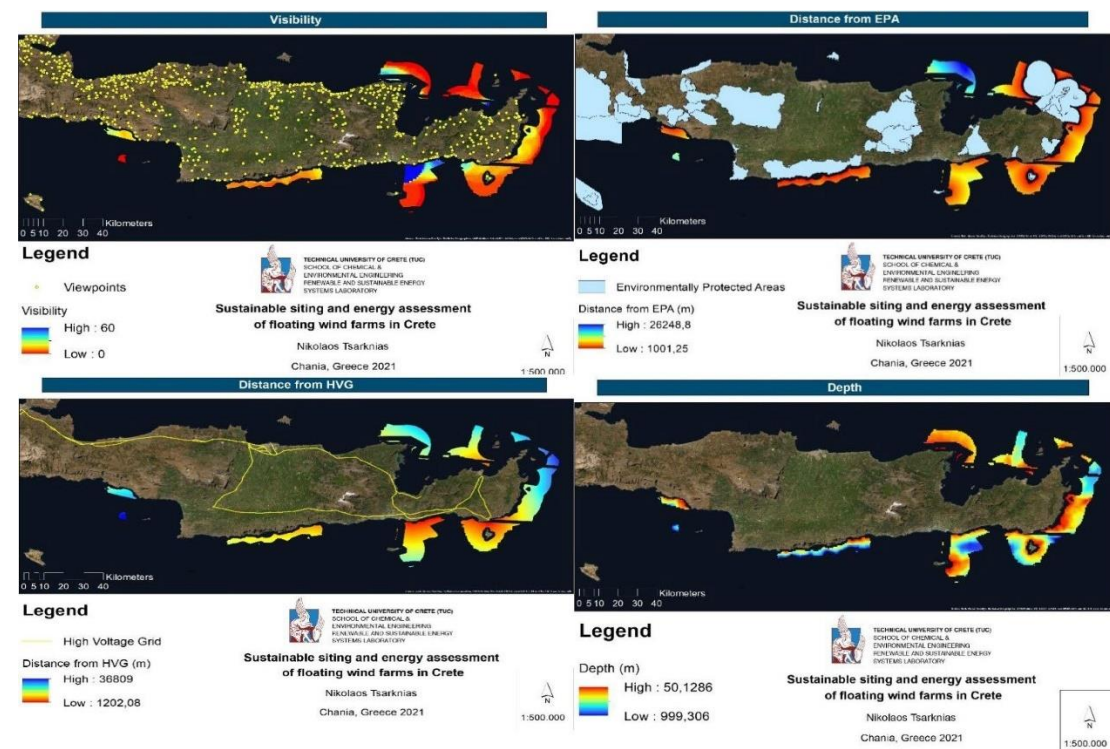 Visibility
Kilometers
0 5 10 20 30 40
Legend
Viewpoints
Visibility
High : 60
Low : 0
TECHNICAL UNIVERSITY OF CRETE (TUC)
SCHOOL OF CHEMICAL &
ENVIRONMENTAL ENGINEERING
RENEWABLE AND SUSTAINABLE ENERGY
SYSTEMS LABORATORY
Sustainable siting and energy assessment
of floating wind farms in Crete
Nikolaos Tsarknias
Chania, Greece 2021
N
1:500.000
Distance from EPA
Kilometers
0 5 10 20 30 40
Legend
Environmentally Protected Areas
Distance from EPA (m)
High : 26248,8
Low : 1001,25
TECHNICAL UNIVERSITY OF CRETE (TUC)
SCHOOL OF CHEMICAL &
ENVIRONMENTAL ENGINEERING
RENEWABLE AND SUSTAINABLE ENERGY
SYSTEMS LABORATORY
Sustainable siting and energy assessment
of floating wind farms in Crete
Nikolaos Tsarknias
Chania, Greece 2021
N
1:500.000
Distance from HVG
Kilometers
0 5 10 20 30 40
Legend
High Voltage Grid
Distance from HVG (m)
High : 36809
Low : 1202,08
TECHNICAL UNIVERSITY OF CRETE (TUC)
SCHOOL OF CHEMICAL &
ENVIRONMENTAL ENGINEERING
RENEWABLE AND SUSTAINABLE ENERGY
SYSTEMS LABORATORY
Sustainable siting and energy assessment
of floating wind farms in Crete
Nikolaos Tsarknias
Chania, Greece 2021
N
1:500.000
Depth
Kilometers
0 5 10 20 30 40
Legend
Depth (m)
High : 50,1286
Low : 999,306
TECHNICAL UNIVERSITY OF CRETE (TUC)
SCHOOL OF CHEMICAL &
ENVIRONMENTAL ENGINEERING
RENEWABLE AND SUSTAINABLE ENERGY
SYSTEMS LABORATORY
Sustainable siting and energy assessment
of floating wind farms in Crete
Nikolaos Tsarknias
Chania, Greece 2021
N
1:500.000